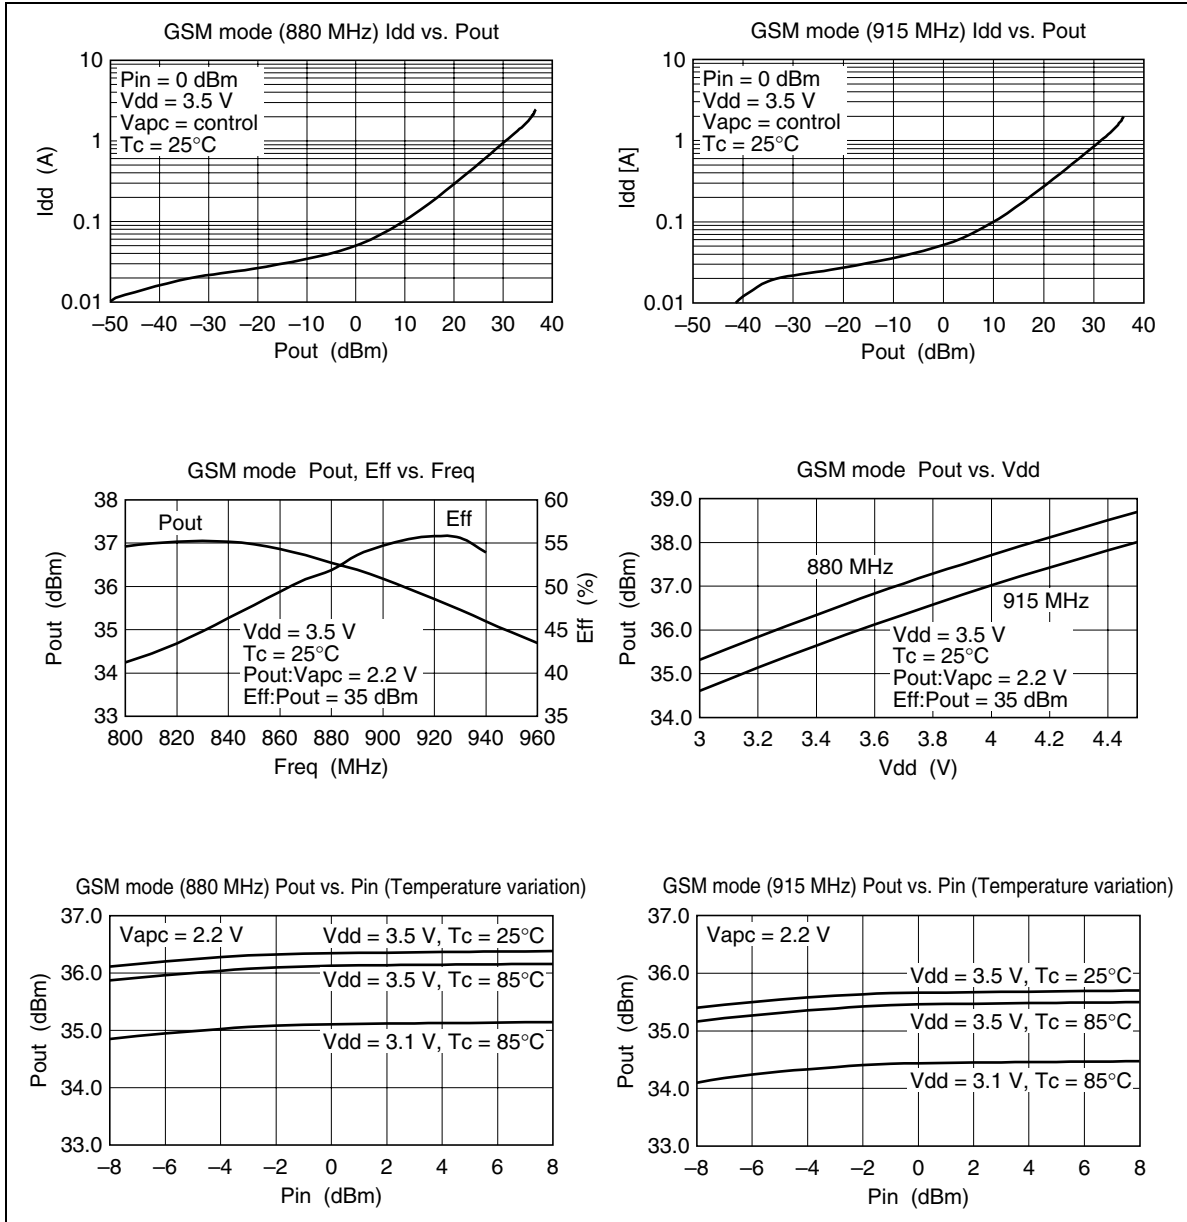 GSM mode (880 MHz) Idd vs. Pout
10
1
0.1
0.01
Idd (A)
Pin = 0 dBm
Vdd = 3.5 V
Vapc = control
Tc = 25°C
–50 –40 –30 –20 –10 0 10 20 30 40
Pout (dBm)
GSM mode (915 MHz) Idd vs. Pout
10
1
0.1
0.01
Idd [A]
Pin = 0 dBm
Vdd = 3.5 V
Vapc = control
Tc = 25°C
–50 –40 –30 –20 –10 0 10 20 30 40
Pout (dBm)
GSM mode Pout, Eff vs. Freq
38
37
36
35
34
33
Pout (dBm)
60
55
50
45
40
35
Eff (%)
Pout
Eff
Vdd = 3.5 V
Tc = 25°C
Pout:Vapc = 2.2 V
Eff:Pout = 35 dBm
800 820 840 860 880 900 920 940 960
Freq (MHz)
GSM mode Pout vs. Vdd
39.0
38.0
37.0
36.0
35.0
34.0
Pout (dBm)
880 MHz
915 MHz
Vdd = 3.5 V
Tc = 25°C
Pout:Vapc = 2.2 V
Eff:Pout = 35 dBm
3 3.2 3.4 3.6 3.8 4 4.2 4.4
Vdd (V)
GSM mode (880 MHz) Pout vs. Pin (Temperature variation)
37.0
36.0
35.0
34.0
33.0
Pout (dBm)
Vapc = 2.2 V
Vdd = 3.5 V, Tc = 25°C
Vdd = 3.5 V, Tc = 85°C
Vdd = 3.1 V, Tc = 85°C
–8 –6 –4 –2 0 2 4 6 8
Pin (dBm)
GSM mode (915 MHz) Pout vs. Pin (Temperature variation)
37.0
36.0
35.0
34.0
33.0
Pout (dBm)
Vapc = 2.2 V
Vdd = 3.5 V, Tc = 25°C
Vdd = 3.5 V, Tc = 85°C
Vdd = 3.1 V, Tc = 85°C
–8 –6 –4 –2 0 2 4 6 8
Pin (dBm)